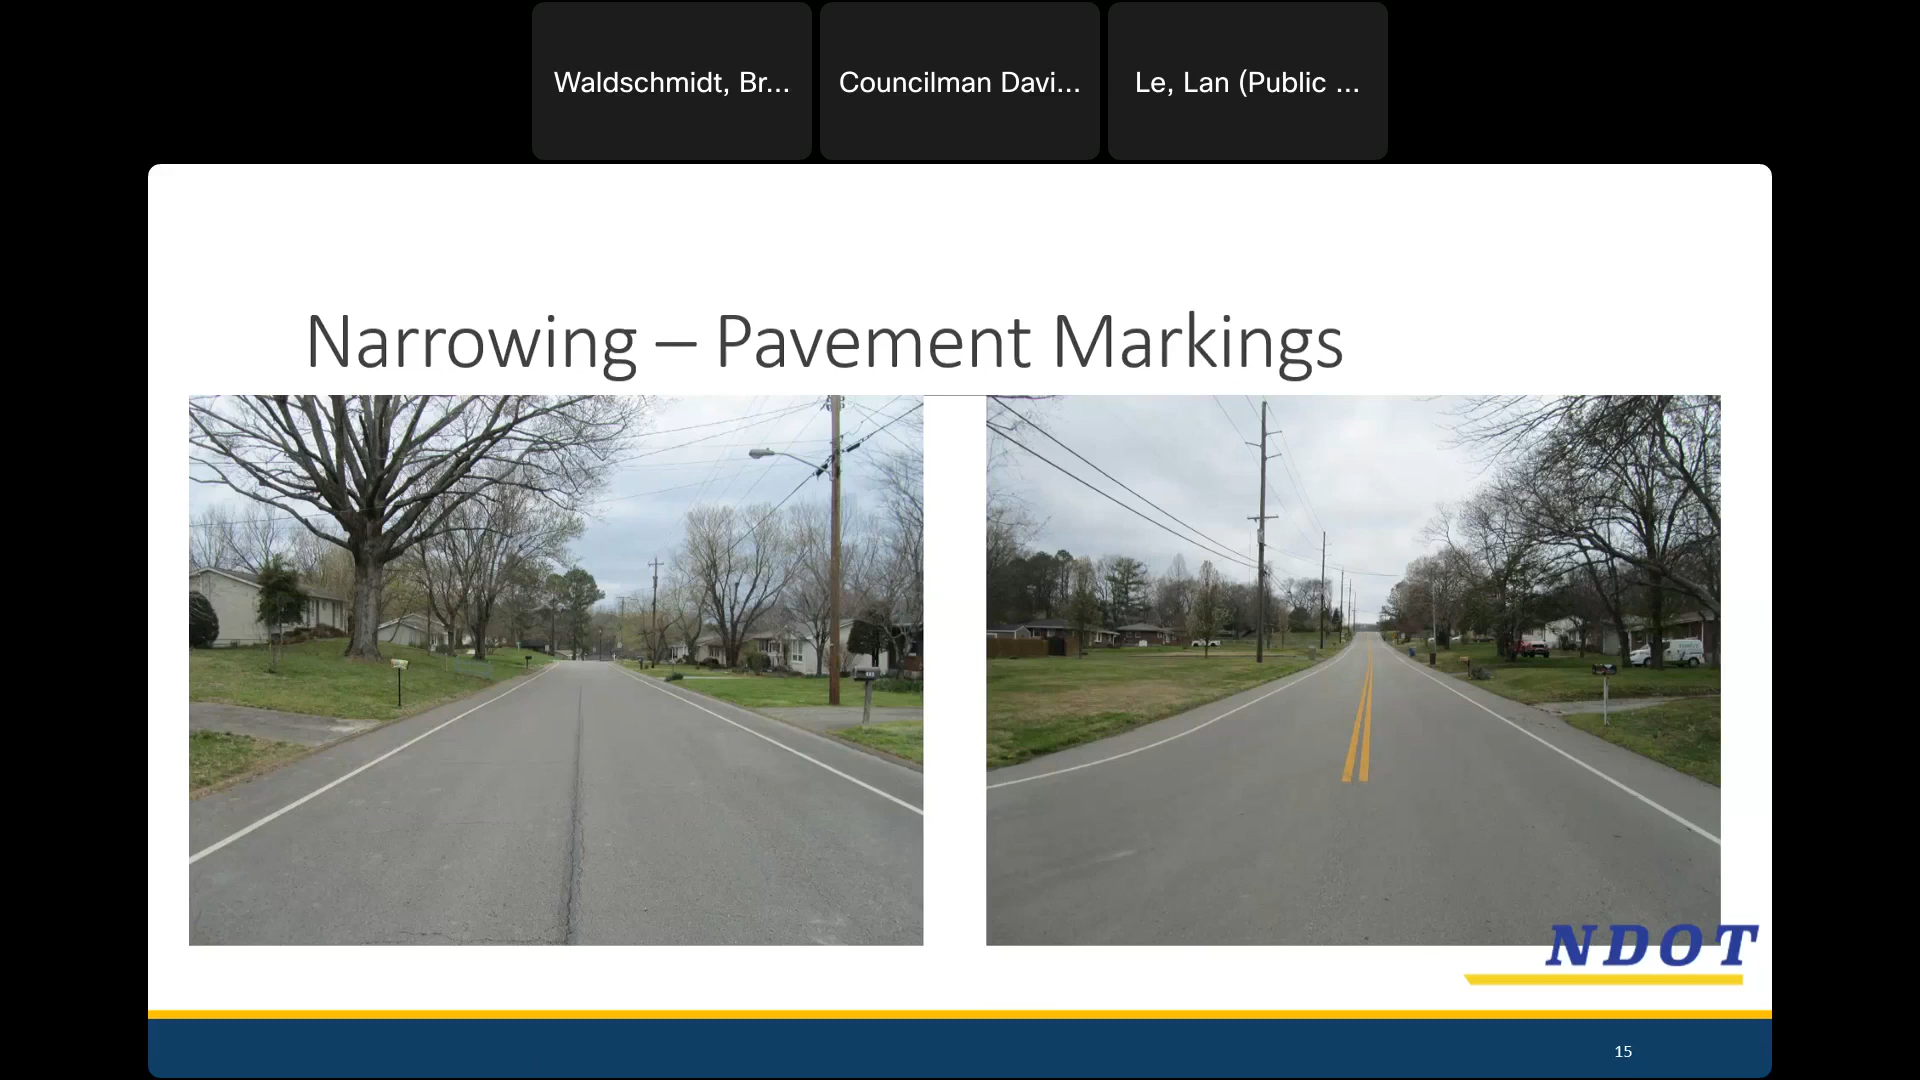 Waldschmidt, Br...
Councilman Davi...
Le, Lan (Public ...
Narrowing – Pavement Markings
NDOT
15